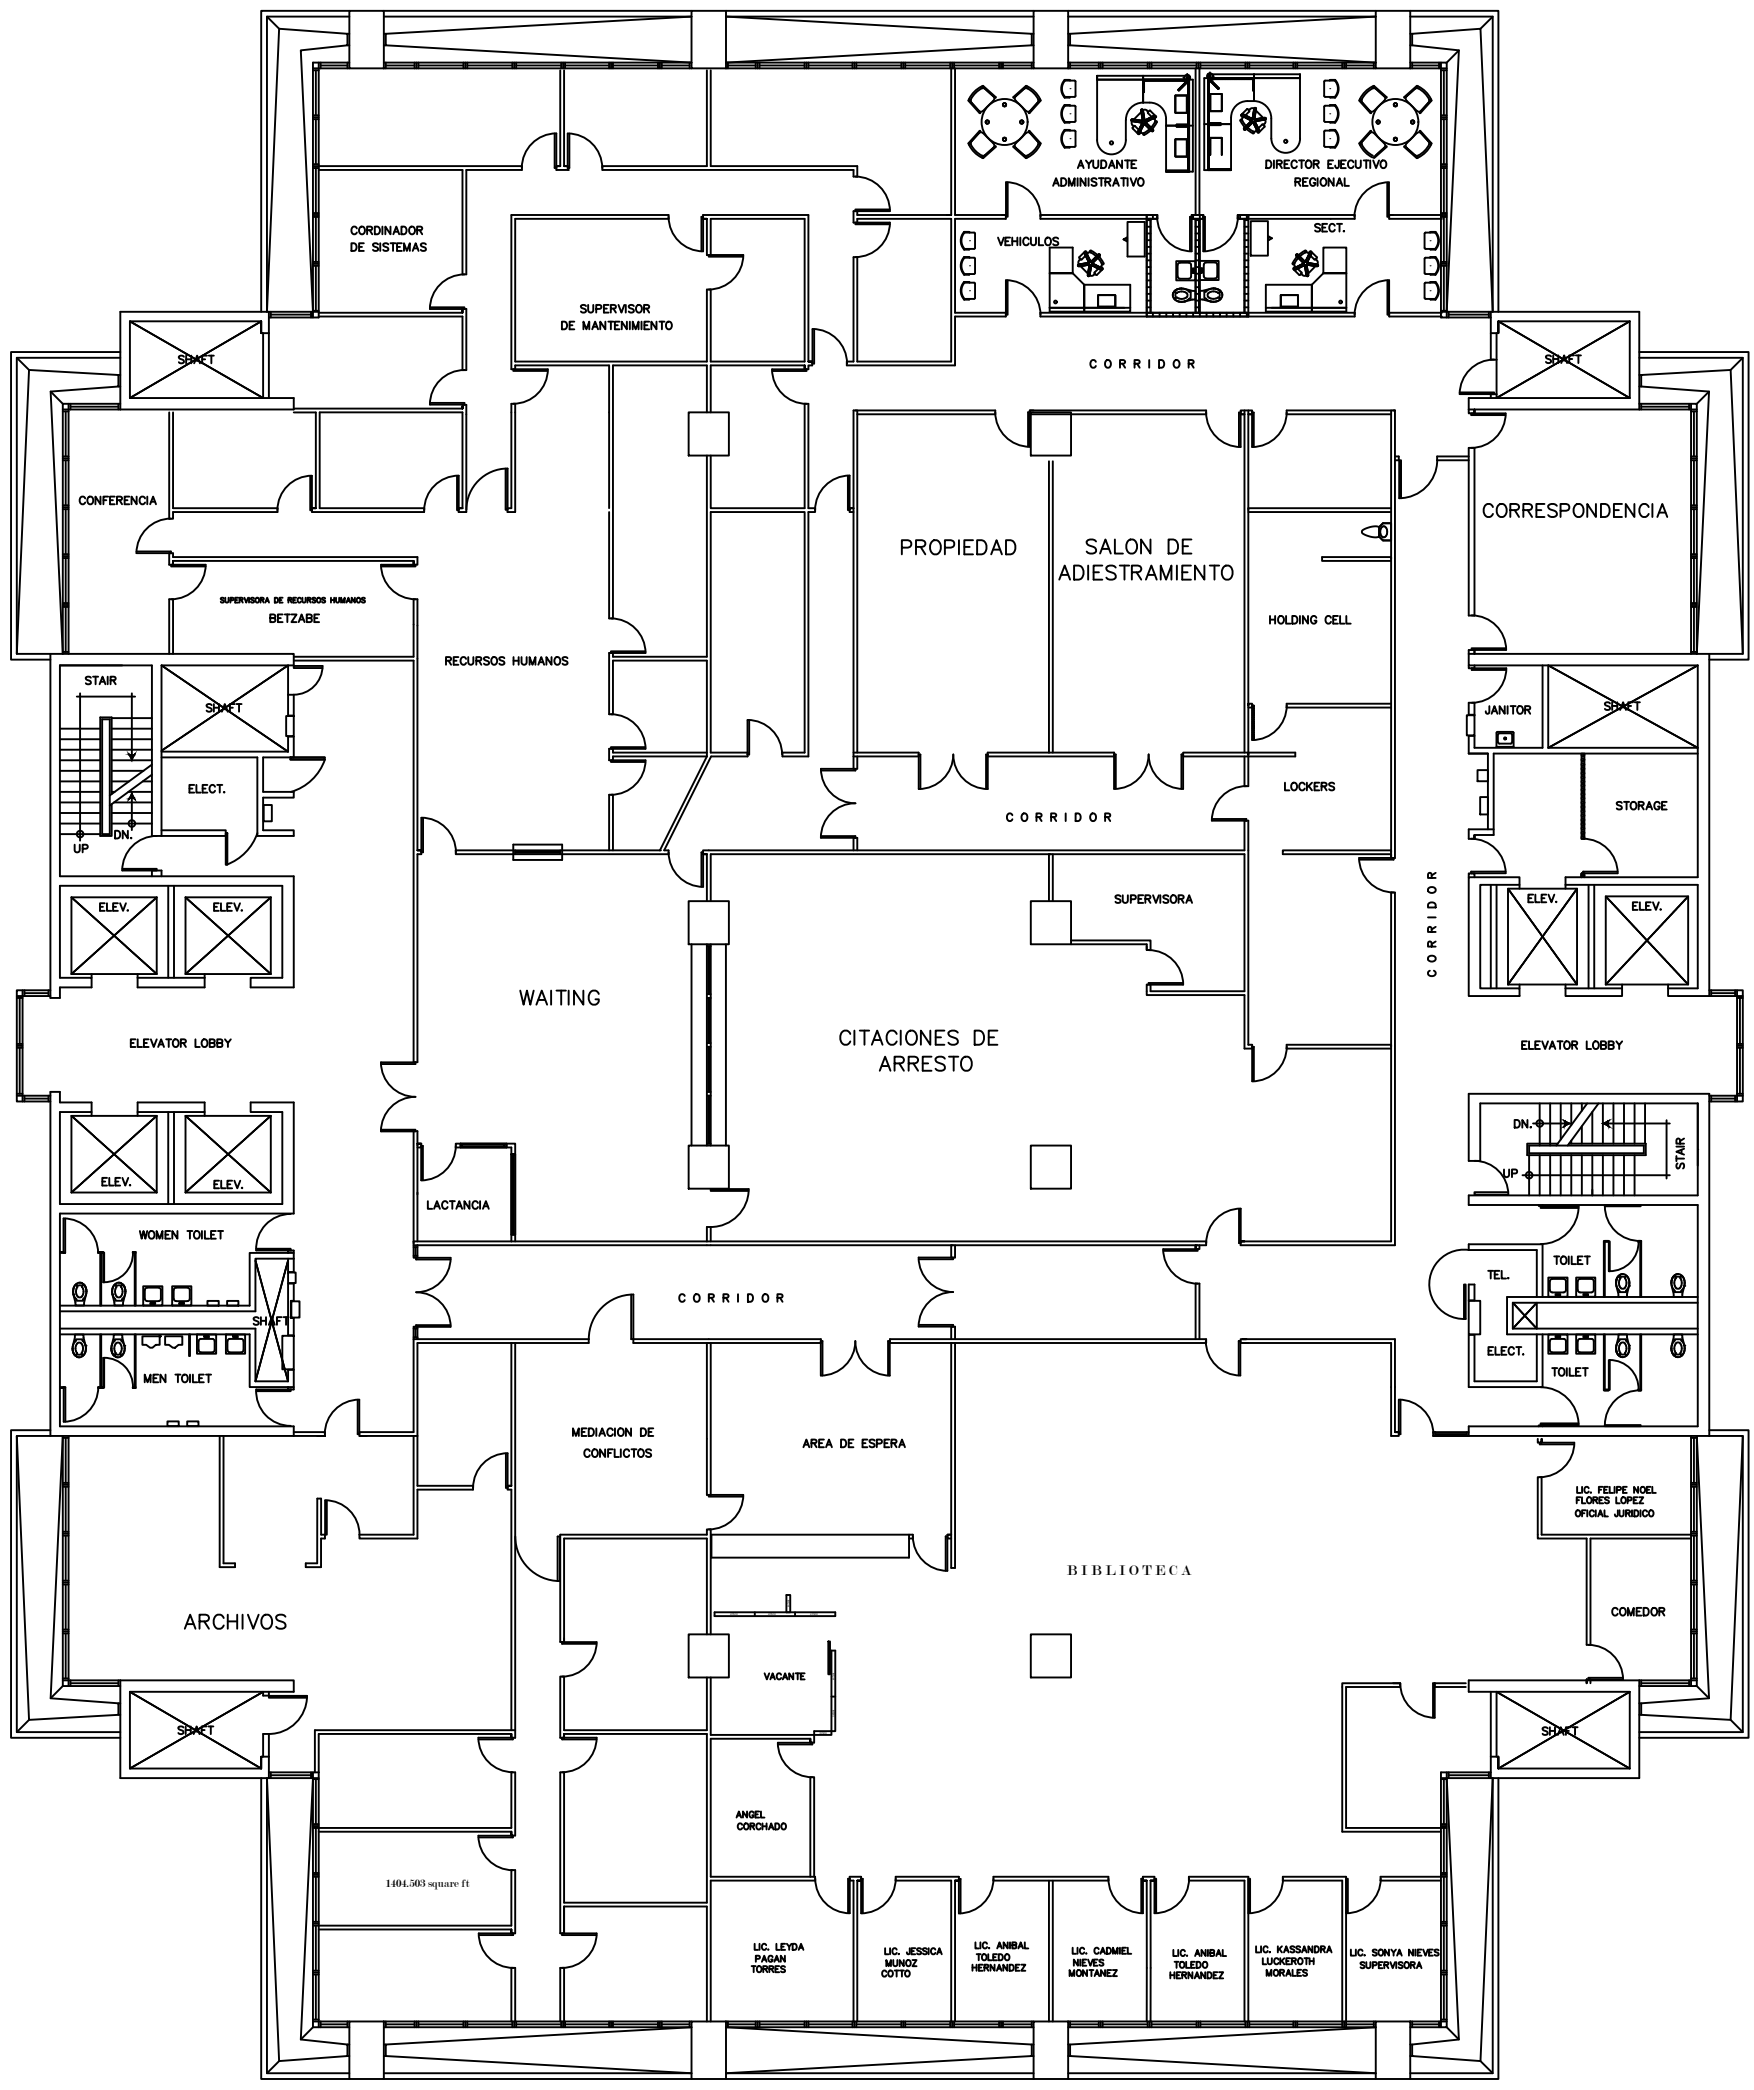 AYUDANTE
ADMINISTRATIVO
DIRECTOR EJECUTIVO
REGIONAL
CORDINADOR
DE SISTEMAS
VEHICULOS
SECT.
SUPERVISOR
DE MANTENIMIENTO
SHAFT
CORRIDOR
SHAFT
CONFERENCIA
CORRESPONDENCIA
PROPIEDAD
SALON DE
ADIESTRAMIENTO
SUPERVISORA DE RECURSOS HUMANOS
BETZABE
HOLDING CELL
RECURSOS HUMANOS
STAIR
SHAFT
JANITOR
SHAFT
ELECT.
LOCKERS
STORAGE
CORRIDOR
DN.
UP
ELEV.
ELEV.
SUPERVISORA
CORRIDOR
ELEV.
ELEV.
WAITING
CITACIONES DE
ARRESTO
ELEVATOR LOBBY
ELEVATOR LOBBY
DN.
STAIR
UP
ELEV.
ELEV.
LACTANCIA
WOMEN TOILET
TOILET
TEL.
CORRIDOR
SHAFT
ELECT.
TOILET
MEN TOILET
MEDIACION DE
CONFLICTOS
AREA DE ESPERA
LIC. FELIPE NOEL
FLORES LOPEZ
OFICIAL JURIDICO
BIBLIOTECA
ARCHIVOS
COMEDOR
VACANTE
SHAFT
SHAFT
ANGEL
CORCHADO
1404.503 square ft
LIC. LEYDA
PAGAN
TORRES
LIC. JESSICA
MUNOZ
COTTO
LIC. ANIBAL
TOLEDO
HERNANDEZ
LIC. CADMIEL
NIEVES
MONTANEZ
LIC. ANIBAL
TOLEDO
HERNANDEZ
LIC. KASSANDRA
LUCKEROTH
MORALES
LIC. SONYA NIEVES
SUPERVISORA